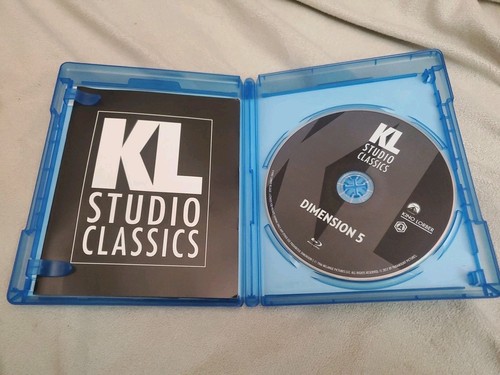 KL
STUDIO
CLASSICS
KL
STUDIO
CLASSICS
DIMENSION 5
KINO LORBER